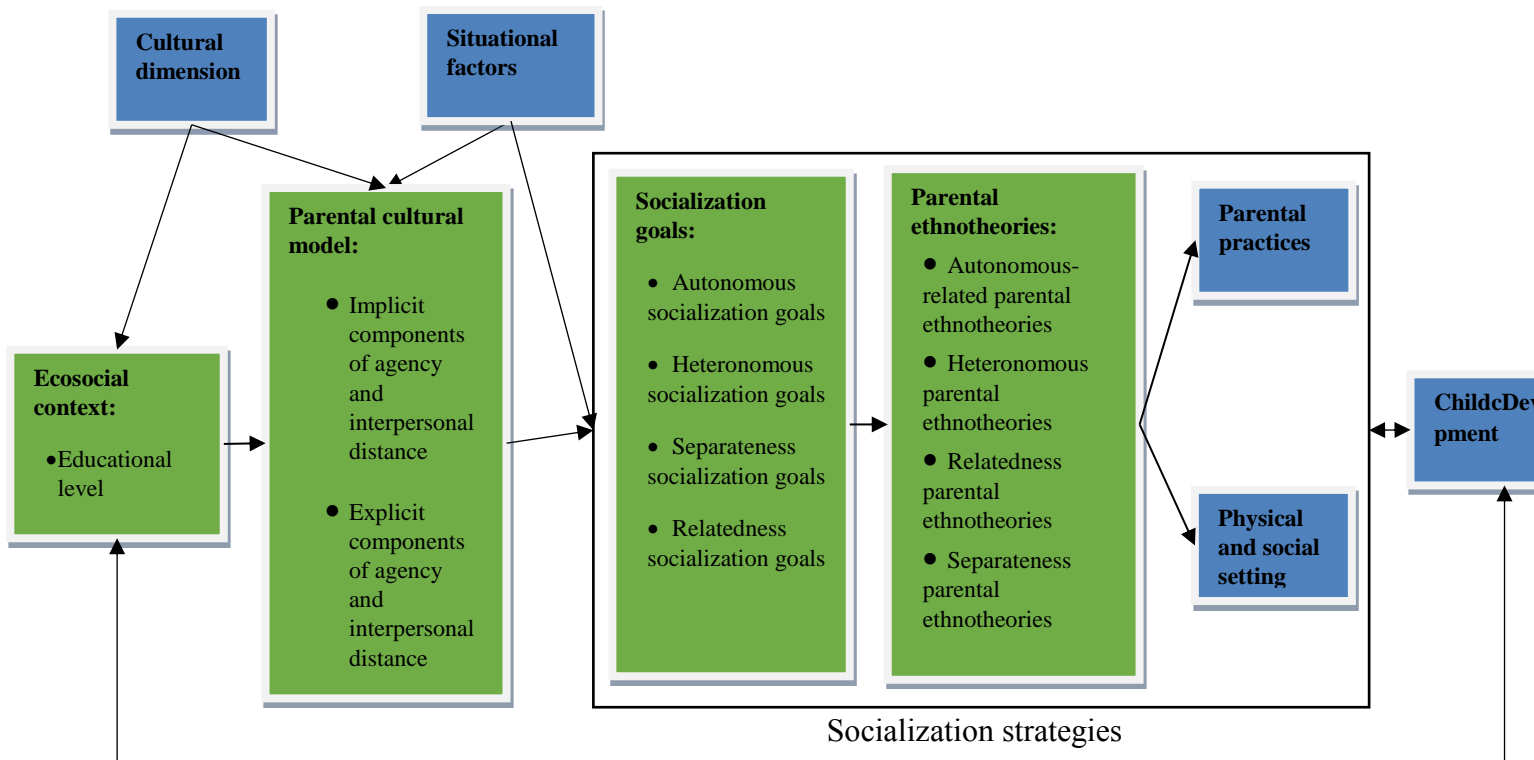 Cultural
dimension
Situational
factors
Ecosocial
context:
•Educational
level
Parental cultural
model:
● Implicit
components
of agency
and
interpersonal
distance
● Explicit
components
of agency
and
interpersonal
distance
Socialization
goals:
• Autonomous
socialization goals
• Heteronomous
socialization goals
• Separateness
socialization goals
• Relatedness
socialization goals
Parental
ethnotheories:
● Autonomous-
related parental
ethnotheories
● Heteronomous
parental
ethnotheories
● Relatedness
parental
ethnotheories
● Separateness
parental
ethnotheories
Parental
practices
Physical
and social
setting
ChildcDev
pment
Socialization strategies